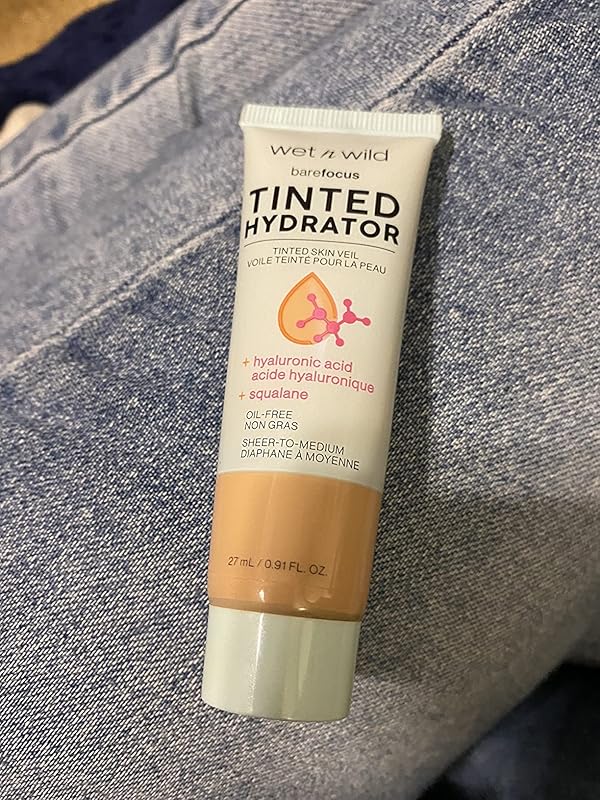 wet n wild
barefocus
TINTED
HYDRATOR
TINTED SKIN VEIL
VOILE TEINTÉ POUR LA PEAU
+ hyaluronic acid
acide hyaluronique
+ squalane
OIL-FREE
NON GRAS
SHEER-TO-MEDIUM
DIAPHANE À MOYENNE
27 mL / 0.91 FL. OZ.